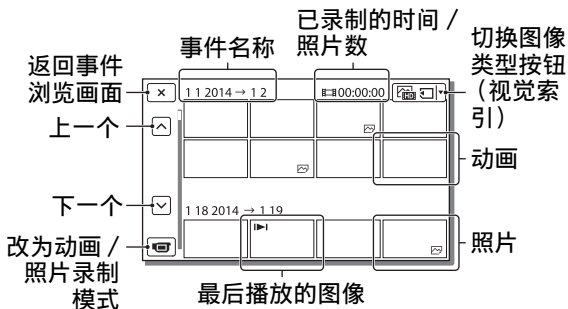 已录制的时间 /
照片数
事件名称
切换图像
类型按钮
（视觉索
引）
返回事件
浏览画面
1 1 2014 → 1 2
00:00:00
上一个
动画
下一个
1 18 2014 → 1 19
改为动画 /
照片录制
模式
照片
最后播放的图像